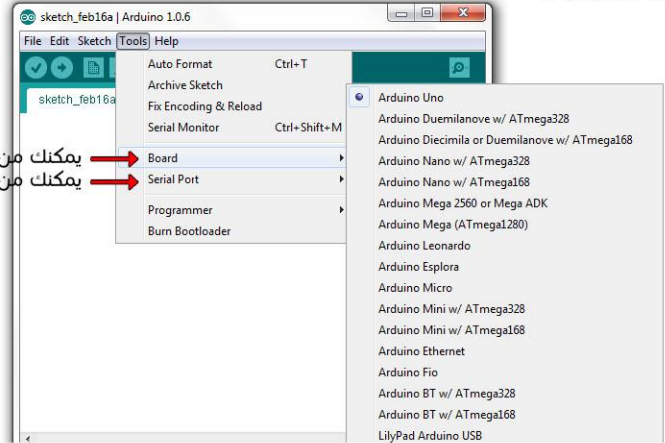 sketch_feb16a | Arduino 1.0.6
File Edit Sketch Tools Help
sketch_feb16a
Auto Format Ctrl+T
Archive Sketch
Fix Encoding & Reload
Serial Monitor Ctrl+Shift+M
يمكنك من
Board
يمكنك من
Serial Port
Programmer
Burn Bootloader
Arduino Uno
Arduino Duemilanove w/ ATmega328
Arduino Diecimila or Duemilanove w/ ATmega168
Arduino Nano w/ ATmega328
Arduino Nano w/ ATmega168
Arduino Mega 2560 or Mega ADK
Arduino Mega (ATmega1280)
Arduino Leonardo
Arduino Esplora
Arduino Micro
Arduino Mini w/ ATmega328
Arduino Mini w/ ATmega168
Arduino Ethernet
Arduino Fio
Arduino BT w/ ATmega328
Arduino BT w/ ATmega168
LilyPad Arduino USB